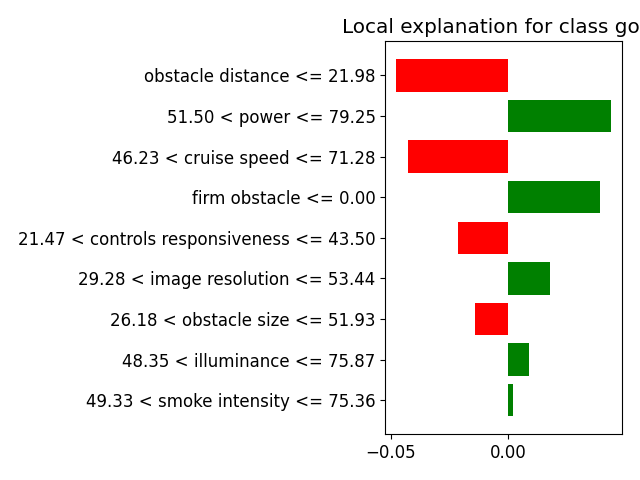 Local explanation for class go
obstacle distance <= 21.98
51.50 < power <= 79.25
46.23 < cruise speed <= 71.28
firm obstacle <= 0.00
21.47 < controls responsiveness <= 43.50
29.28 < image resolution <= 53.44
26.18 < obstacle size <= 51.93
48.35 < illuminance <= 75.87
49.33 < smoke intensity <= 75.36
−0.05 0.00